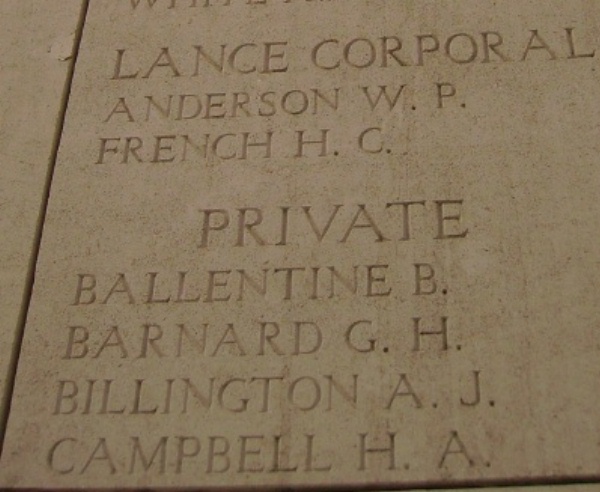 LANCE CORPORAL
ANDERSON W. P.
FRENCH H. C.
PRIVATE
BALLENTINE B.
BARNARD G. H.
BILLINGTON A. J.
CAMPBELL H. A.